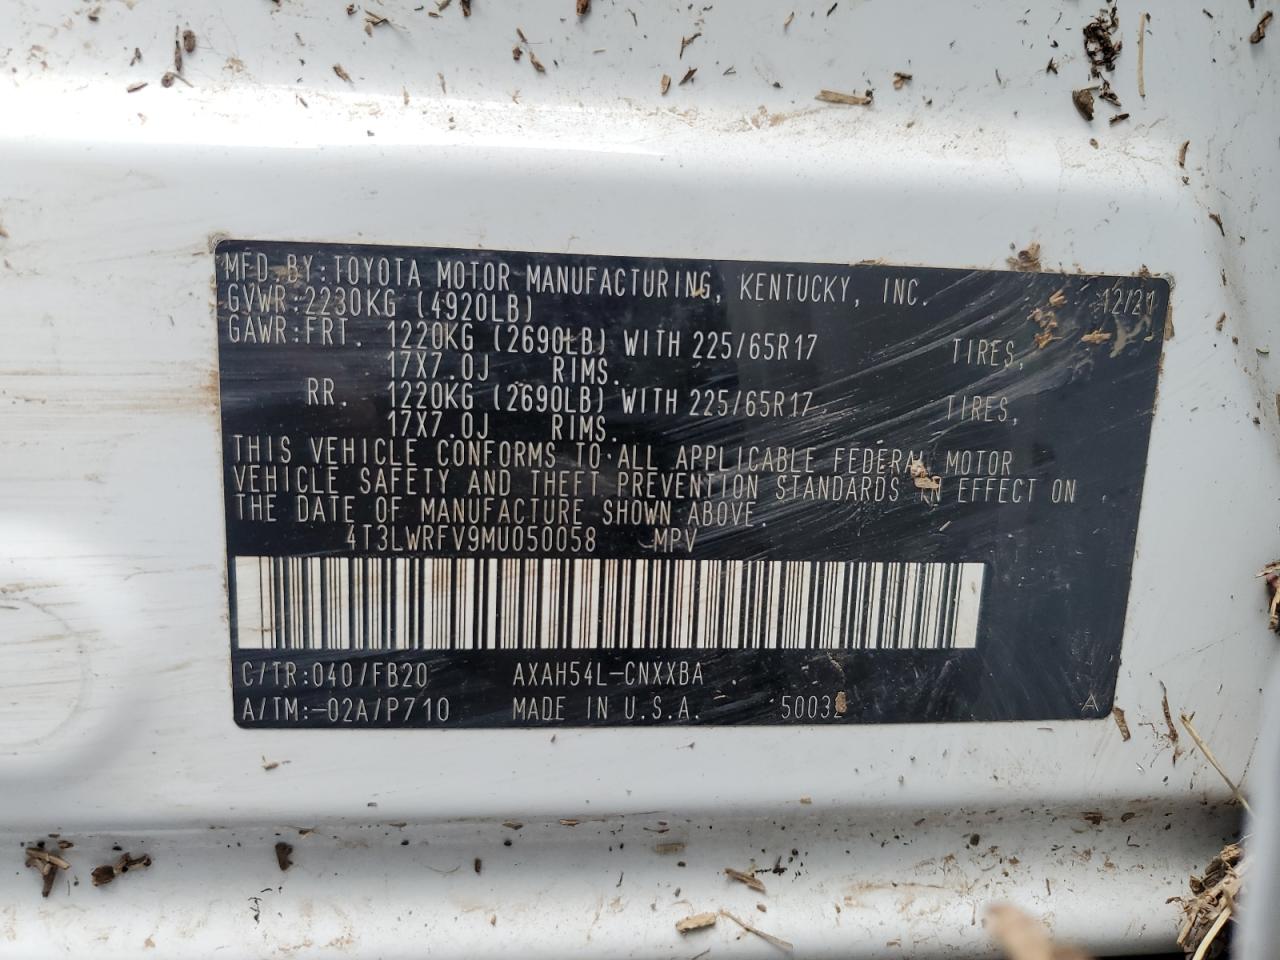 MFD BY:TOYOTA MOTOR MANUFACTURING, KENTUCKY, INC. 12/21
GVWR:2230KG (4920LB)
GAWR:FRT. 1220KG (2690LB) WITH 225/65R17 TIRES,
17X7.0J RIMS.
RR. 1220KG (2690LB) WITH 225/65R17 TIRES,
17X7.0J RIMS.
THIS VEHICLE CONFORMS TO ALL APPLICABLE FEDERAL MOTOR
VEHICLE SAFETY AND THEFT PREVENTION STANDARDS IN EFFECT ON
THE DATE OF MANUFACTURE SHOWN ABOVE.
4T3LWRFV9MU050058 MPV
C/TR:040/FB20 AXAH54L-CNXXBA
A/TM:-02A/P710 MADE IN U.S.A. A